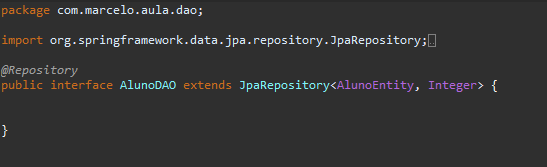 package com.marcelo.aula.dao;
import org.springframework.data.jpa.repository.JpaRepository;
@Repository
public interface AlunoDAO extends JpaRepository<AlunoEntity, Integer> {
}